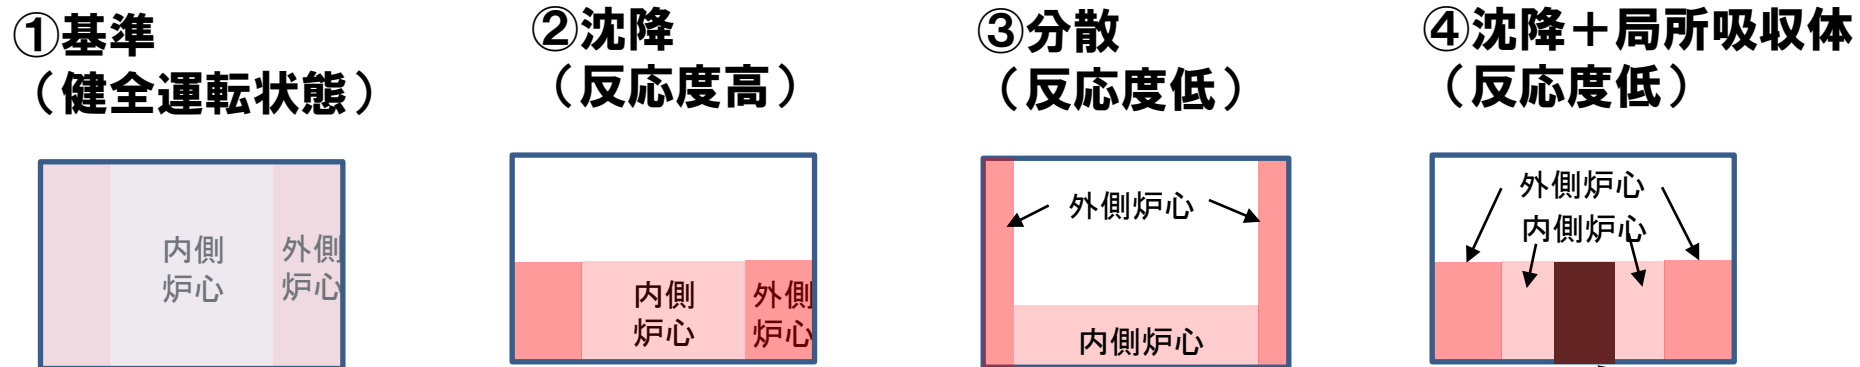 ①基準
（健全運転状態）
②沈降
（反応度高）
③分散
（反応度低）
④沈降＋局所吸収体
（反応度低）
内側
炉心
外側
炉心
内側
炉心
外側
炉心
外側炉心
内側炉心
外側炉心
内側炉心